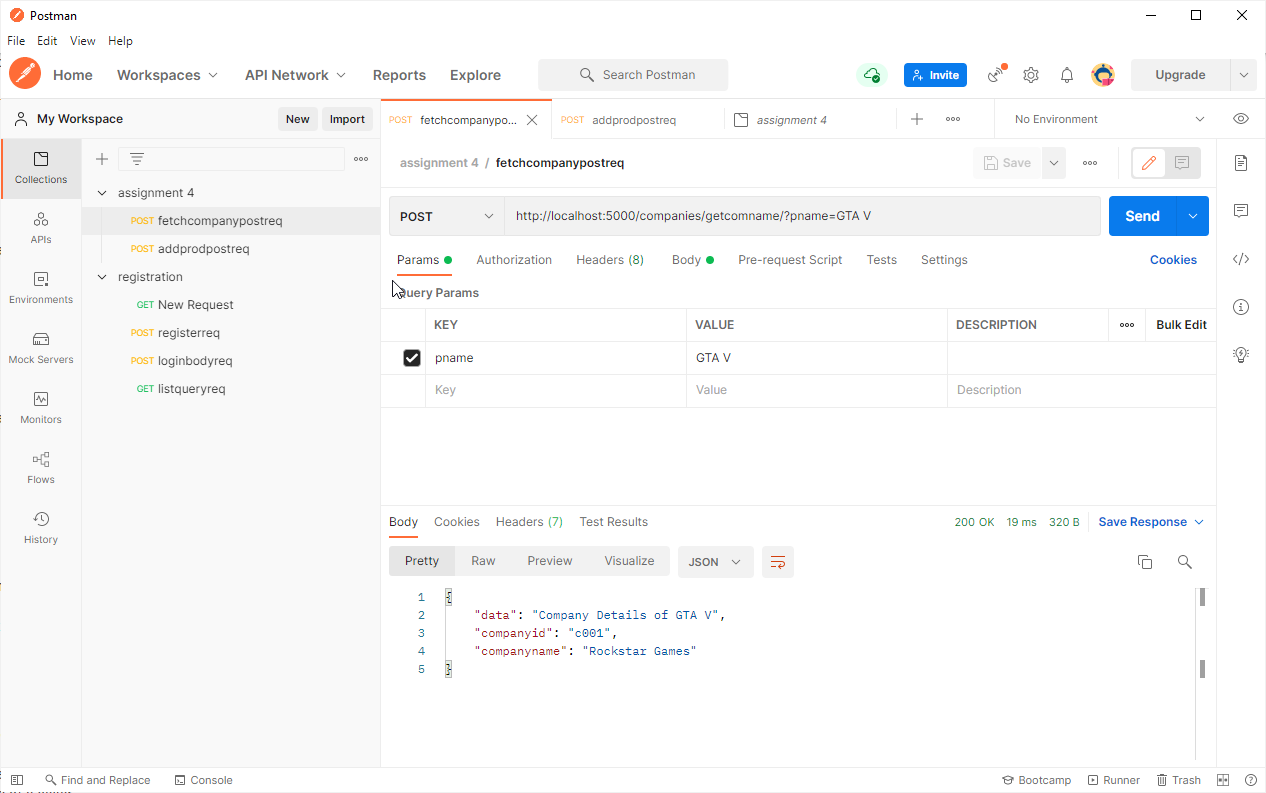 Postman
File Edit View Help
Home Workspaces API Network Reports Explore Search Postman Invite Upgrade
My Workspace New Import
POST fetchcompanypo... POST addprodpostreq assignment 4 No Environment
Collections
APIs
Environments
Mock Servers
Monitors
Flows
History
assignment 4
POST fetchcompanypostreq
POST addprodpostreq
registration
GET New Request
POST registerreq
POST loginbodyreq
GET listqueryreq
assignment 4 / fetchcompanypostreq Save
POST http://localhost:5000/companies/getcomname/?pname=GTA V Send
Params Authorization Headers (8) Body Pre-request Script Tests Settings Cookies
Query Params
KEY VALUE DESCRIPTION Bulk Edit
pname GTA V
Key Value Description
Body Cookies Headers (7) Test Results 200 OK 19 ms 320 B Save Response
Pretty Raw Preview Visualize JSON
1 {
2 "data": "Company Details of GTA V",
3 "companyid": "c001",
4 "companyname": "Rockstar Games"
5 }
Find and Replace Console Bootcamp Runner Trash